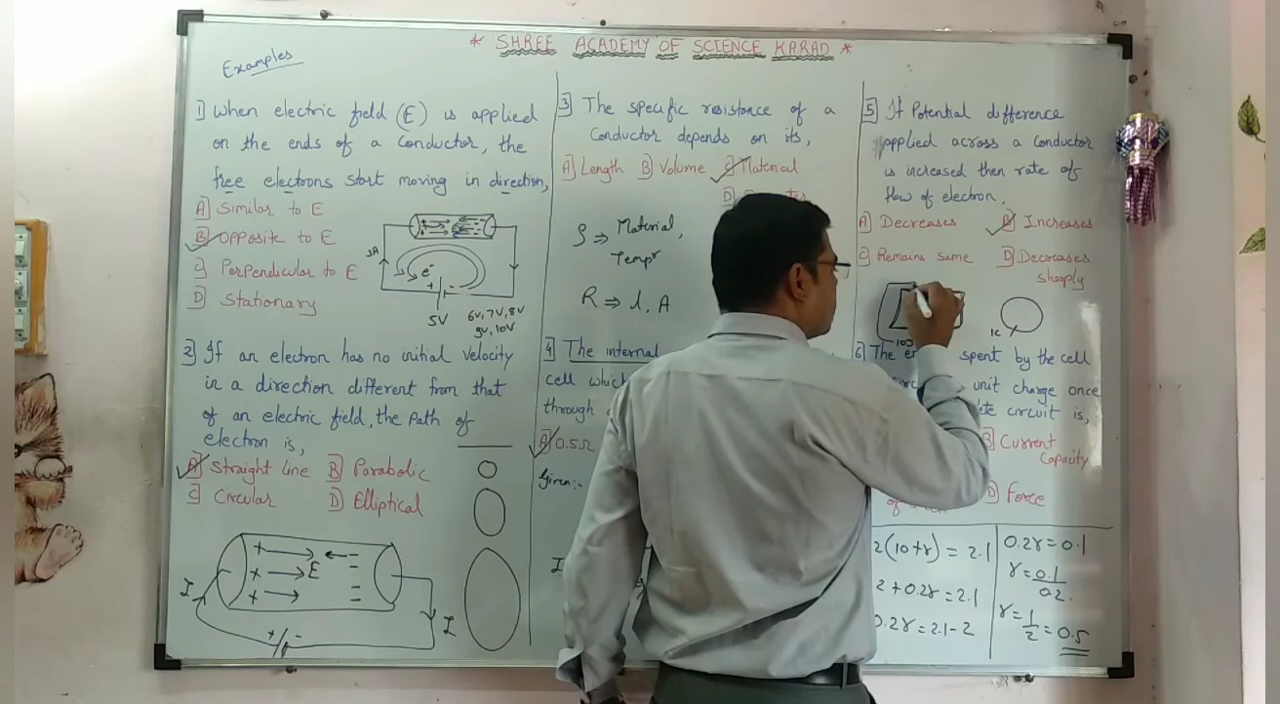 * SHREE ACADEMY OF SCIENCE KARAD *
Examples
1] When electric field (E) is applied
on the ends of a conductor, the
free electrons start moving in direction,
A] Similar to E
B] Opposite to E
C] Perpendicular to E
D] Stationary
3A
e-
+ -
5V
6V, 7V, 8V
9V, 10V
2] If an electron has no initial velocity
in a direction different from that
of an electric field, the Path of
electron is,
A] Straight line B] Parabolic
C] Circular D] Elliptical
+ -
+ E -
+ -
I
I
+ -
3] The specific resistance of a
Conductor depends on its,
A] Length B] Volume C] Material
D]
ρ ⇒ Material,
Tempr
R ⇒ l, A
4] The internal
cell which
through
A] 0.5Ω
Given:-
I
5] If Potential difference
applied across a conductor
is increased then rate of
flow of electron.
A] Decreases B] Increases
C] Remains same D] Decreases
sharply
10J
1C
6] The spent by the cell
unit charge once
circuit is,
B] Current
Capacity
D] Force
2(10+r) = 2.1
2 + 0.2r = 2.1
0.2r = 2.1-2
0.2r = 0.1
r = 0.1/0.2
r = 1/2 = 0.5